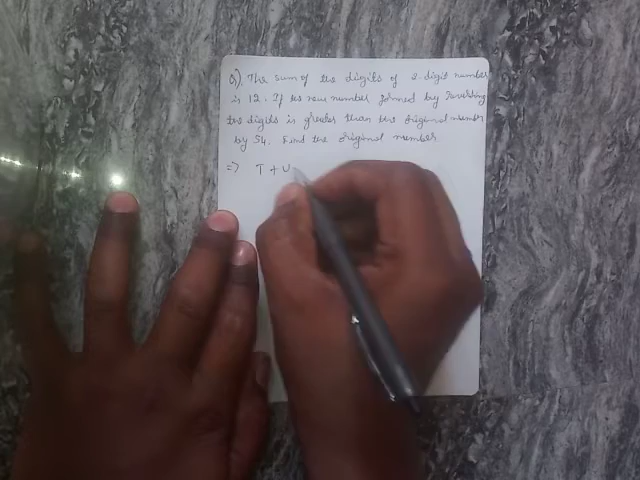 Q1). The sum of the digits of 2-digit number
is 12. If the new number formed by reversing
the digits is greater than the original number
by 54. Find the original number
=> T + U